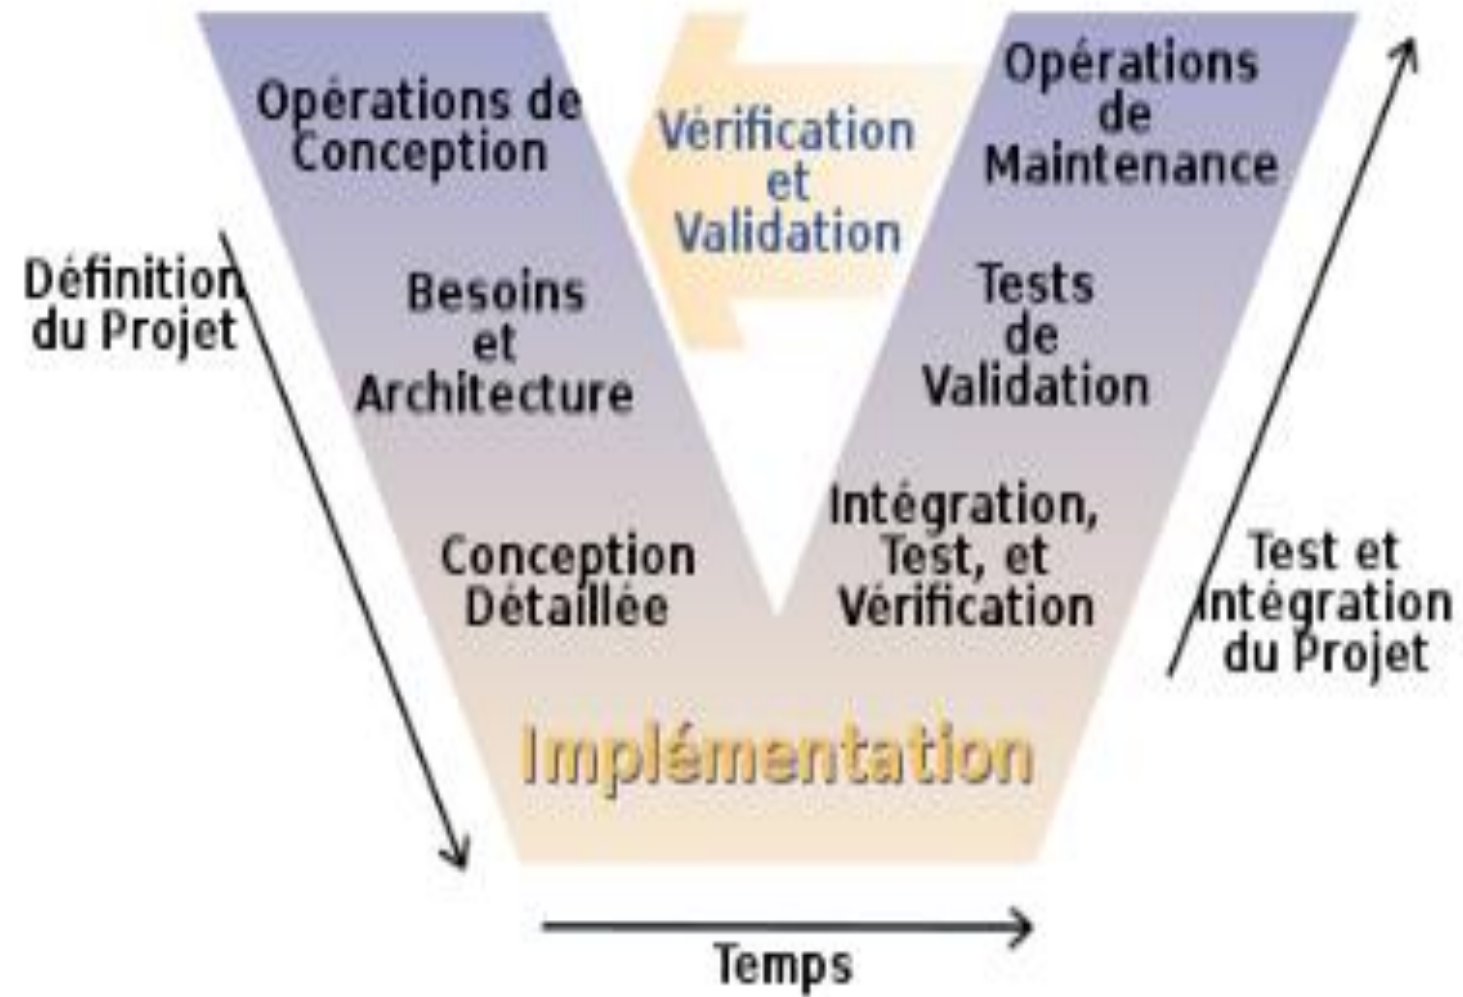 Opérations de
Conception
Vérification
et
Validation
Opérations
de
Maintenance
Définition
du Projet
Besoins
et
Architecture
Tests
de
Validation
Conception
Détaillée
Intégration,
Test, et
Vérification
Test et
Intégration
du Projet
Implémentation
Temps